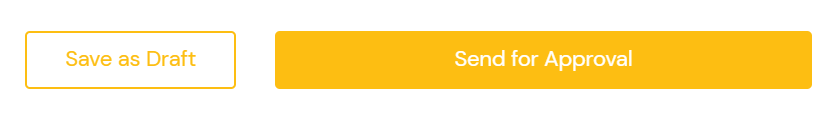 Save as Draft
Send for Approval